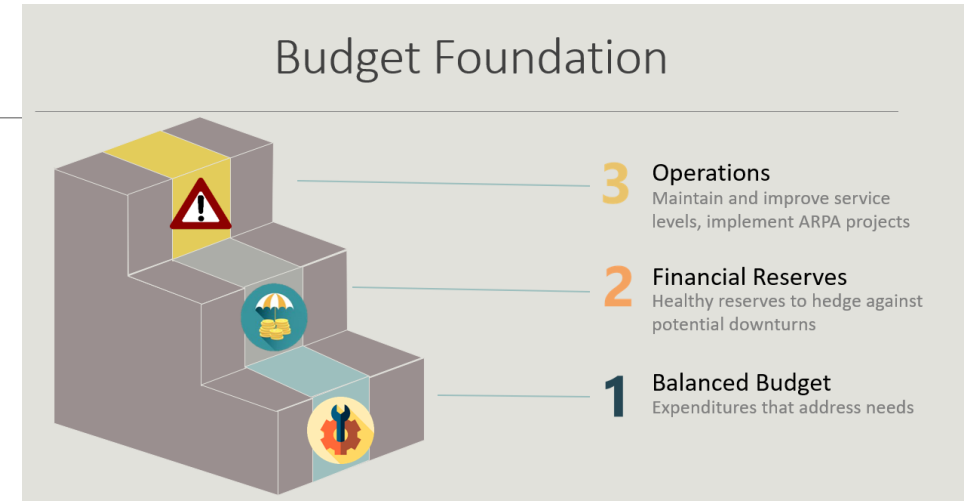 Budget Foundation
3 Operations
Maintain and improve service
levels, implement ARPA projects
2 Financial Reserves
Healthy reserves to hedge against
potential downturns
1 Balanced Budget
Expenditures that address needs